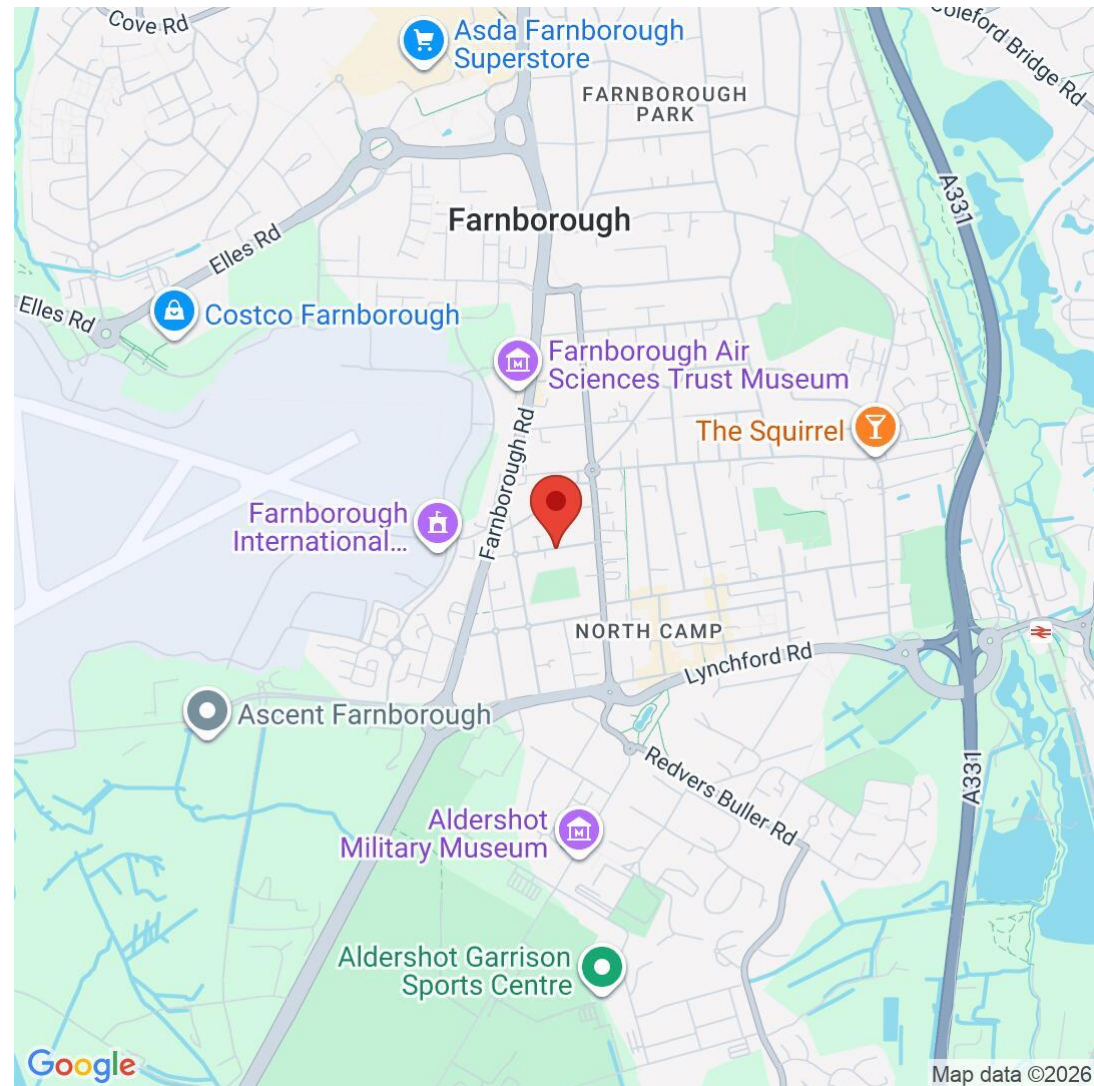 Cove Rd
Asda Farnborough
Superstore
Coleford Bridge Rd
FARNBOROUGH
PARK
A331
Farnborough
Elles Rd
Elles Rd
Costco Farnborough
Farnborough Air
Sciences Trust Museum
The Squirrel
Farnborough Rd
Farnborough
International...
NORTH CAMP
Lynchford Rd
Ascent Farnborough
Redvers Buller Rd
A331
Aldershot
Military Museum
Aldershot Garrison
Sports Centre
Google
Map data ©2026